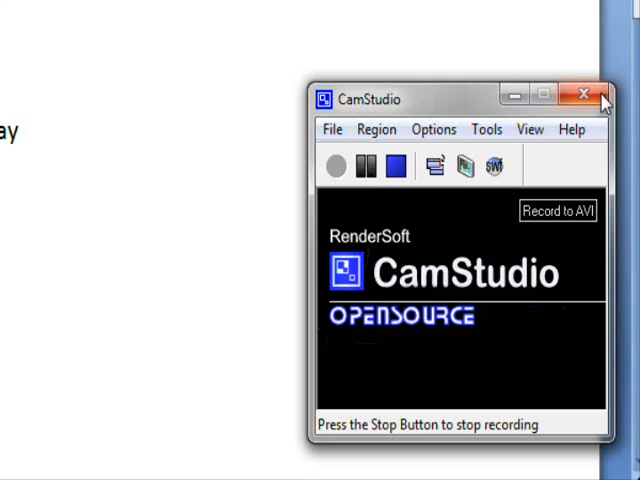 ay
CamStudio
File Region Options Tools View Help
SWF
Record to AVI
RenderSoft
CamStudio
OPENSOURCE
Press the Stop Button to stop recording